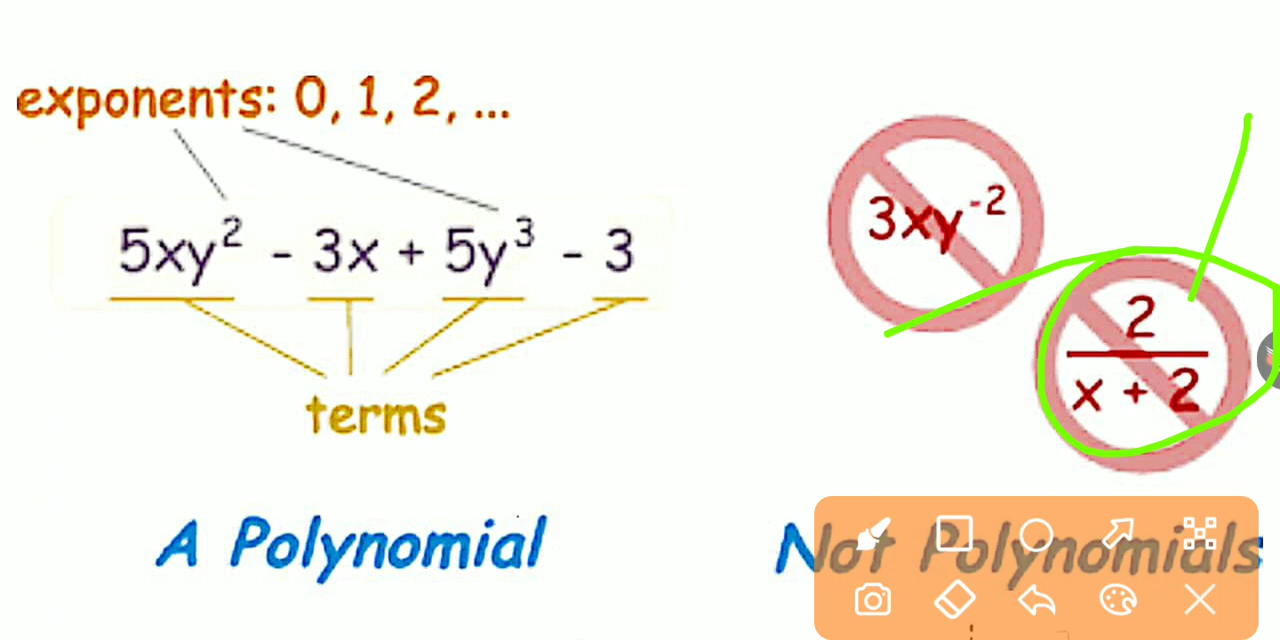 exponents: 0, 1, 2, ...
5xy² - 3x + 5y³ - 3
terms
A Polynomial
3xy⁻²
2
x + 2
Not Polynomials